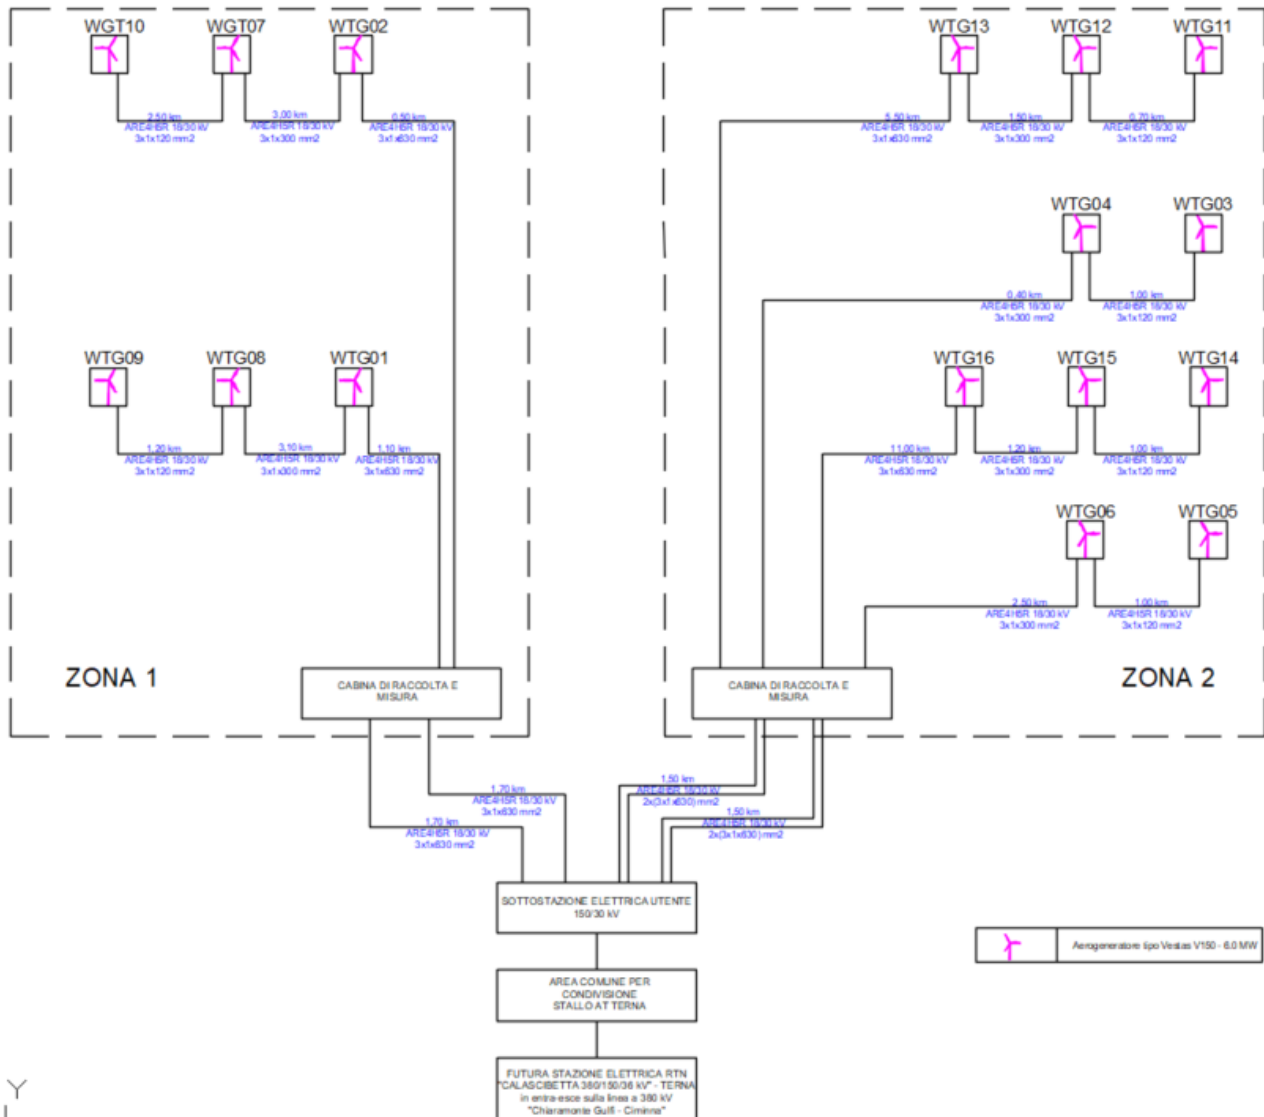 WGT10
WGT07
WTG02
2,50 km
ARE4H5R 18/30 kV
3x1x120 mm2
3,00 km
ARE4H5R 18/30 kV
3x1x300 mm2
0,50 km
ARE4H5R 18/30 kV
3x1x630 mm2
WTG09
WTG08
WTG01
1,20 km
ARE4H5R 18/30 kV
3x1x120 mm2
3,10 km
ARE4H5R 18/30 kV
3x1x300 mm2
1,10 km
ARE4H5R 18/30 kV
3x1x630 mm2
ZONA 1
CABINA DI RACCOLTA E
MISURA
WTG13
WTG12
WTG11
5,50 km
ARE4H5R 18/30 kV
3x1x630 mm2
1,50 km
ARE4H5R 18/30 kV
3x1x300 mm2
0,70 km
ARE4H5R 18/30 kV
3x1x120 mm2
WTG04
WTG03
0,40 km
ARE4H5R 18/30 kV
3x1x300 mm2
1,00 km
ARE4H5R 18/30 kV
3x1x120 mm2
WTG16
WTG15
WTG14
11,00 km
ARE4H5R 18/30 kV
3x1x630 mm2
1,20 km
ARE4H5R 18/30 kV
3x1x300 mm2
1,00 km
ARE4H5R 18/30 kV
3x1x120 mm2
WTG06
WTG05
2,50 km
ARE4H5R 18/30 kV
3x1x300 mm2
1,00 km
ARE4H5R 18/30 kV
3x1x120 mm2
ZONA 2
CABINA DI RACCOLTA E
MISURA
1,70 km
ARE4H5R 18/30 kV
3x1x630 mm2
1,70 km
ARE4H5R 18/30 kV
3x1x630 mm2
1,50 km
ARE4H5R 18/30 kV
2x(3x1x630) mm2
1,50 km
ARE4H5R 18/30 kV
2x(3x1x630) mm2
SOTTOSTAZIONE ELETTRICA UTENTE
150/30 kV
AREA COMUNE PER
CONDIVISIONE
STALLO AT TERNA
FUTURA STAZIONE ELETTRICA RTN
"CALASCIBETTA 380/150/36 kV" - TERNA
in entra-esce sulla linea a 380 kV
"Chiaramonte Gulfi - Ciminna"
Aerogeneratore tipo Vestas V150 - 6.0 MW
Y